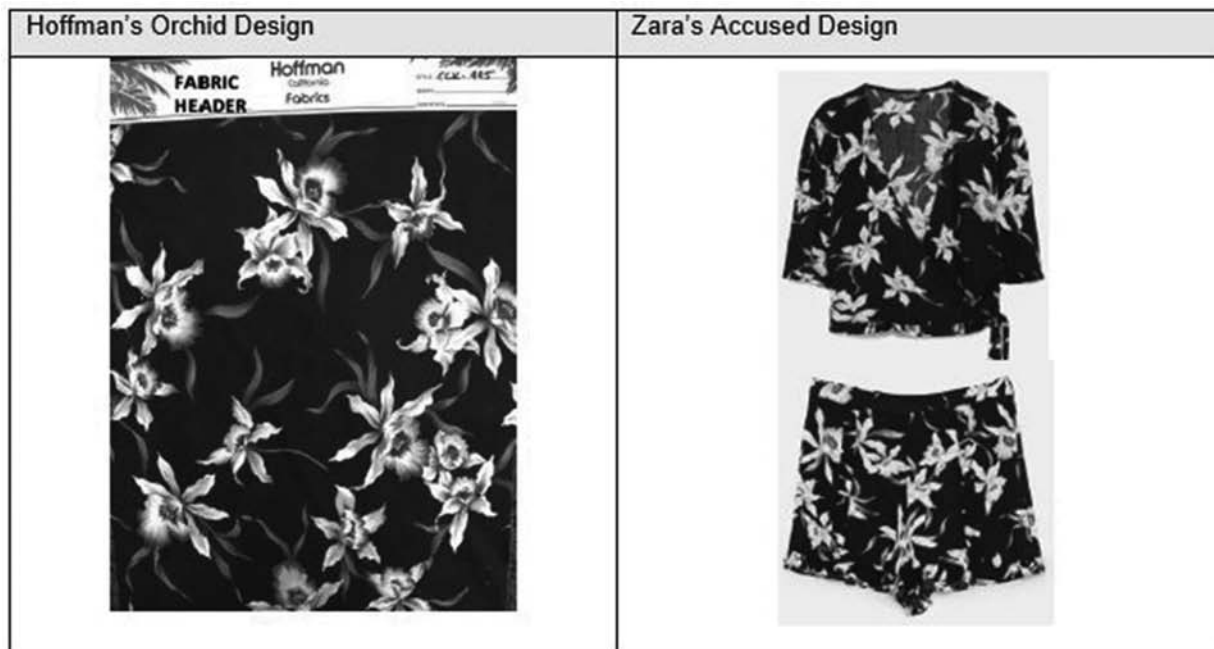 Hoffman's Orchid Design
Zara's Accused Design
FABRIC
HEADER
Hoffman
California
Fabrics